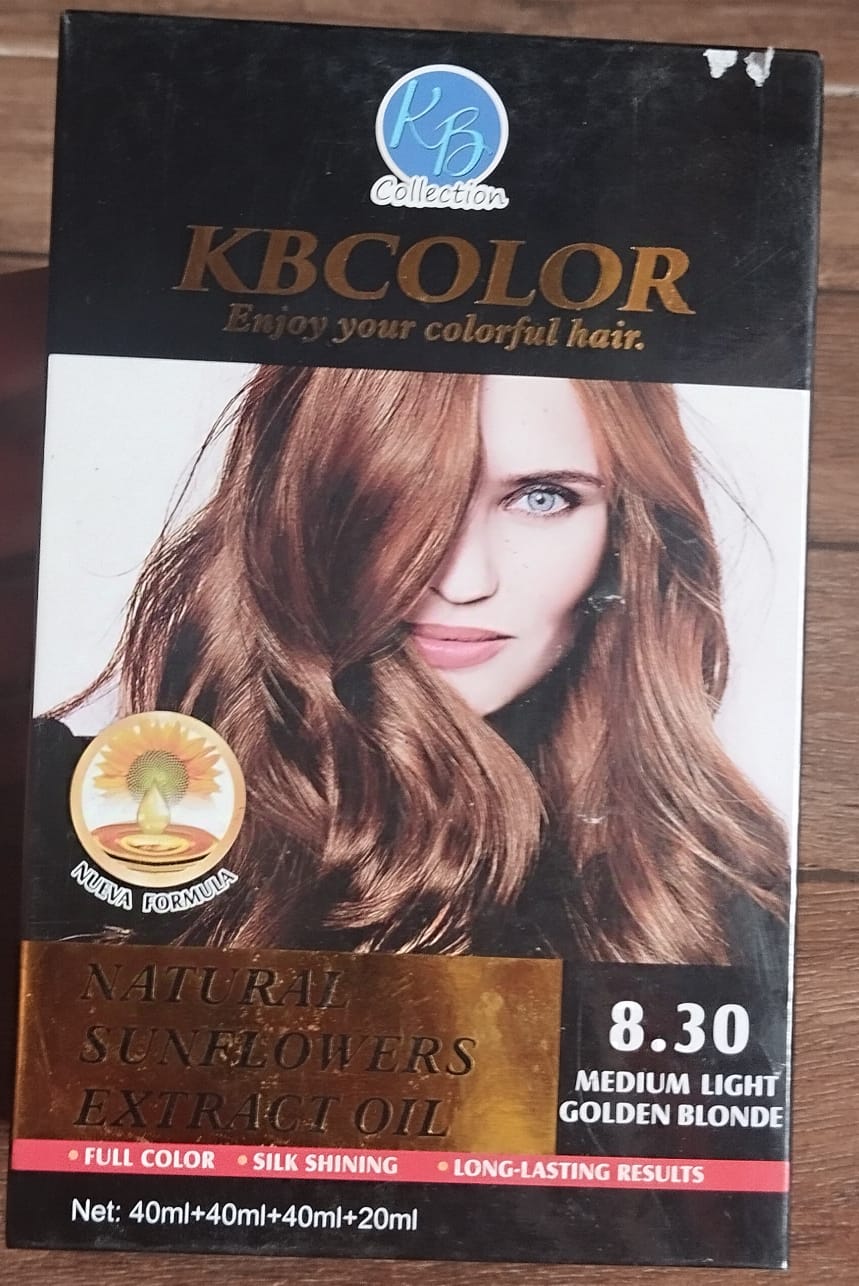 KB
Collection
KBCOLOR
Enjoy your colorful hair.
NUEVA FORMULA
NATURAL
SUNFLOWERS
EXTRACT OIL
8.30
MEDIUM LIGHT
GOLDEN BLONDE
• FULL COLOR • SILK SHINING • LONG-LASTING RESULTS
Net: 40ml+40ml+40ml+20ml